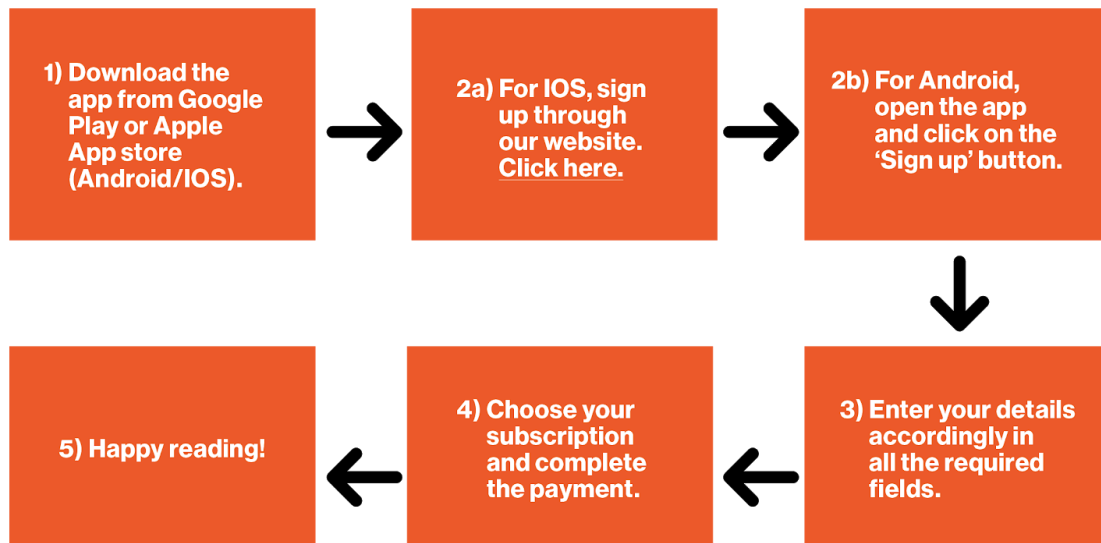 1) Download the
app from Google
Play or Apple
App store
(Android/IOS).
2a) For IOS, sign
up through
our website.
Click here.
2b) For Android,
open the app
and click on the
‘Sign up’ button.
3) Enter your details
accordingly in
all the required
fields.
4) Choose your
subscription
and complete
the payment.
5) Happy reading!